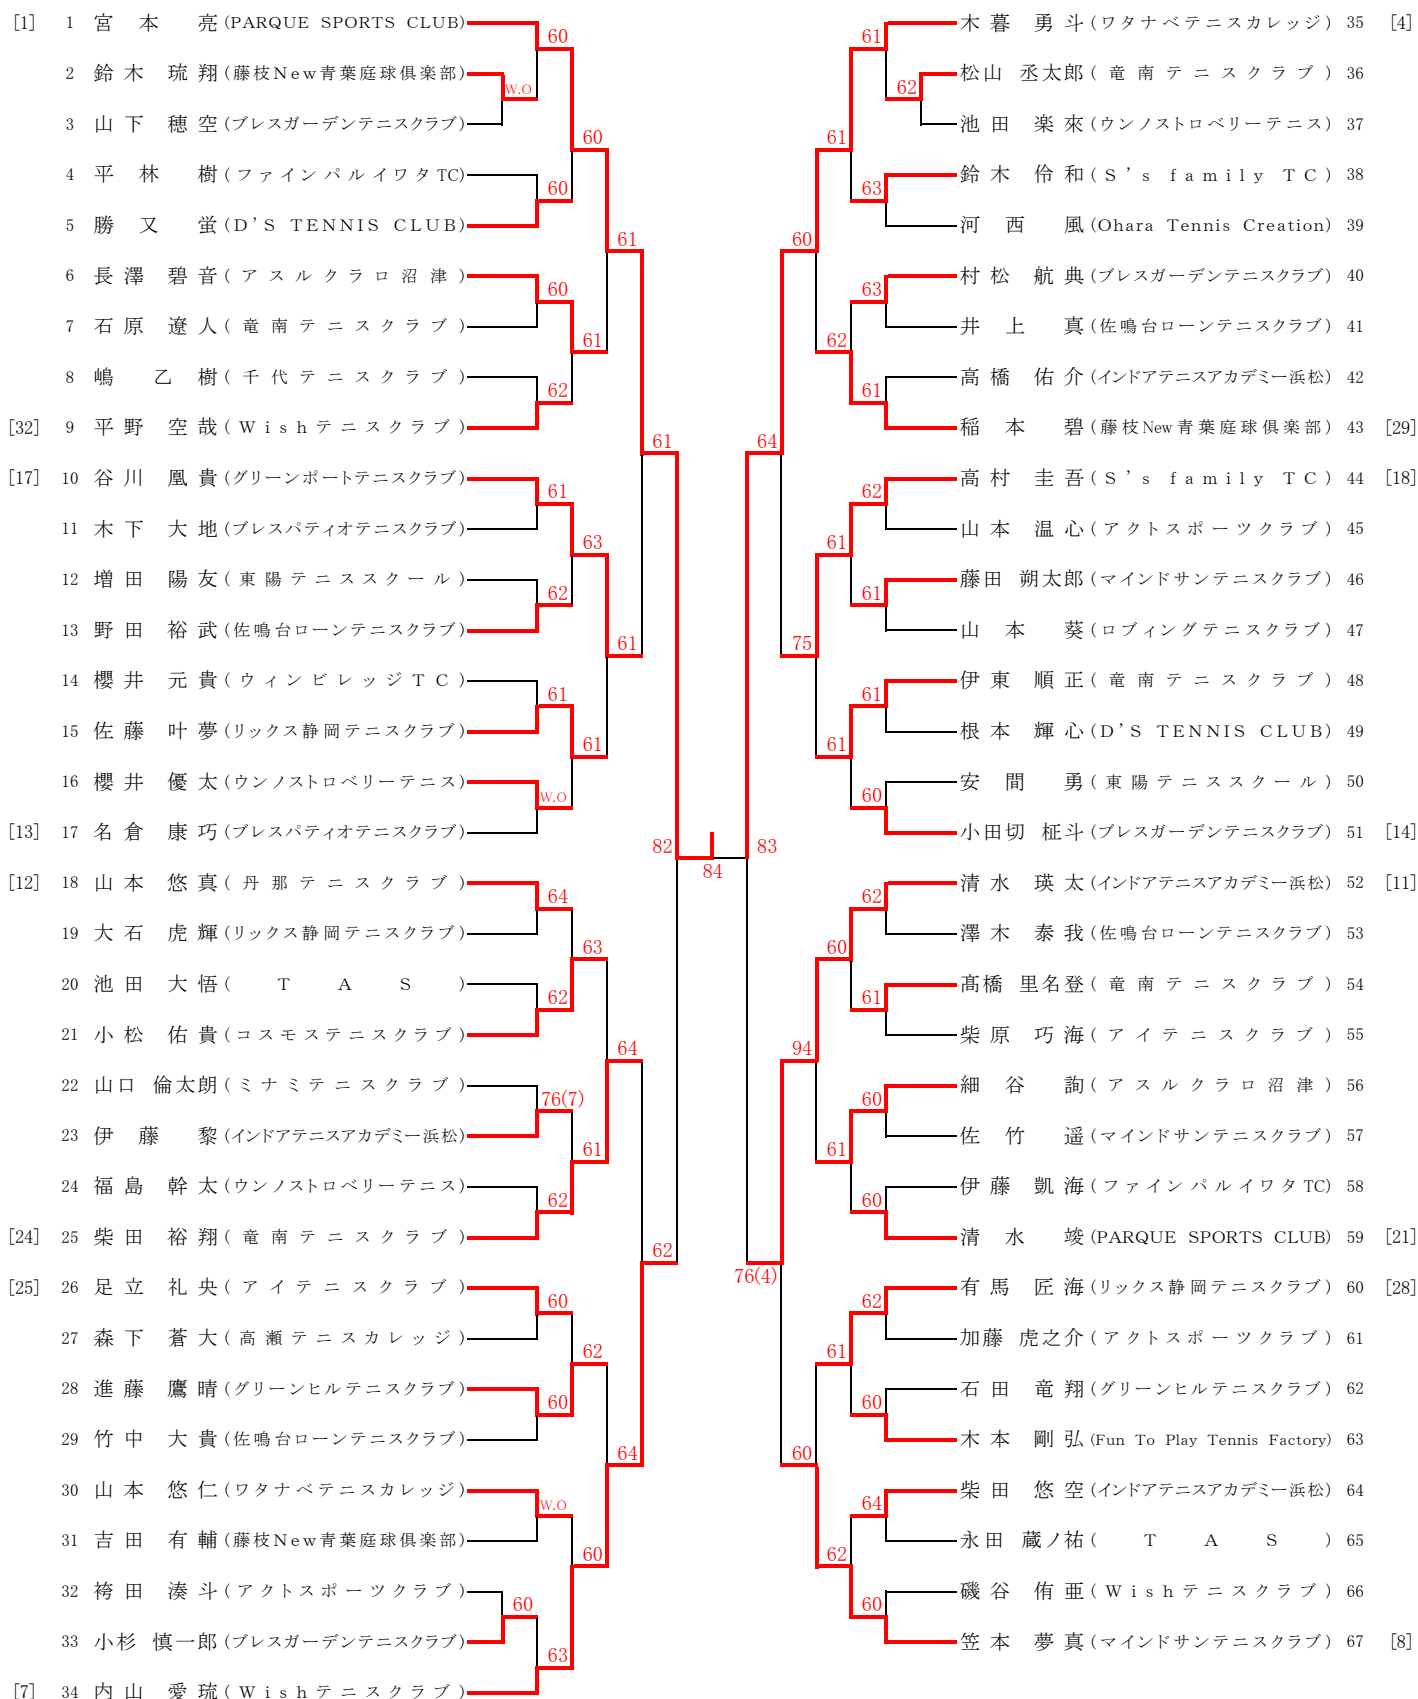 [1] 1 宮本 亮 (PARQUE SPORTS CLUB)
2 鈴木 琉翔 (藤枝New青葉庭球倶楽部)
3 山下 穂空 (ブレスガーデンテニスクラブ)
4 平林 樹 (ファインパルイワタTC)
5 勝又 蛍 (D'S TENNIS CLUB)
6 長澤 碧音 (アスルクラロ沼津)
7 石原 遼人 (竜南テニスクラブ)
8 嶋 乙樹 (千代テニスクラブ)
[32] 9 平野 空哉 (Wishテニスクラブ)
[17] 10 谷川 凰貴 (グリーンポートテニスクラブ)
11 木下 大地 (ブレスパティオテニスクラブ)
12 増田 陽友 (東陽テニススクール)
13 野田 裕武 (佐鳴台ローンテニスクラブ)
14 櫻井 元貴 (ウィンビレッジTC)
15 佐藤 叶夢 (リックス静岡テニスクラブ)
16 櫻井 優太 (ウンノストロベリーテニス)
[13] 17 名倉 康巧 (ブレスパティオテニスクラブ)
[12] 18 山本 悠真 (丹那テニスクラブ)
19 大石 虎輝 (リックス静岡テニスクラブ)
20 池田 大悟 (TAS)
21 小松 佑貴 (コスモステニスクラブ)
22 山口 倫太朗 (ミナミテニスクラブ)
23 伊藤 黎 (インドアテニスアカデミー浜松)
24 福島 幹太 (ウンノストロベリーテニス)
[24] 25 柴田 裕翔 (竜南テニスクラブ)
[25] 26 足立 礼央 (アイテニスクラブ)
27 森下 蒼大 (高瀬テニスカレッジ)
28 進藤 鷹晴 (グリーンヒルテニスクラブ)
29 竹中 大貴 (佐鳴台ローンテニスクラブ)
30 山本 悠仁 (ワタナベテニスカレッジ)
31 吉田 有輔 (藤枝New青葉庭球倶楽部)
32 袴田 湊斗 (アクトスポーツクラブ)
33 小杉 慎一郎 (ブレスガーデンテニスクラブ)
[7] 34 内山 愛琉 (Wishテニスクラブ)
60
W.O
60
60
61
60
61
62
61
61
63
62
61
61
61
W.O
82
64
63
62
64
76(7)
61
62
62
60
62
60
64
W.O
60
60
63
84
木暮 勇斗 (ワタナベテニスカレッジ) 35 [4]
松山 丞太郎 (竜南テニスクラブ) 36
池田 楽來 (ウンノストロベリーテニス) 37
鈴木 伶和 (S's family TC) 38
河西 風 (Ohara Tennis Creation) 39
村松 航典 (ブレスガーデンテニスクラブ) 40
井上 真 (佐鳴台ローンテニスクラブ) 41
高橋 佑介 (インドアテニスアカデミー浜松) 42
稲本 碧 (藤枝New青葉庭球倶楽部) 43 [29]
高村 圭吾 (S's family TC) 44 [18]
山本 温心 (アクトスポーツクラブ) 45
藤田 朔太郎 (マインドサンテニスクラブ) 46
山本 葵 (ロブィングテニスクラブ) 47
伊東 順正 (竜南テニスクラブ) 48
根本 輝心 (D'S TENNIS CLUB) 49
安間 勇 (東陽テニススクール) 50
小田切 柾斗 (ブレスガーデンテニスクラブ) 51 [14]
清水 瑛太 (インドアテニスアカデミー浜松) 52 [11]
澤木 泰我 (佐鳴台ローンテニスクラブ) 53
髙橋 里名登 (竜南テニスクラブ) 54
柴原 巧海 (アイテニスクラブ) 55
細谷 詢 (アスルクラロ沼津) 56
佐竹 遥 (マインドサンテニスクラブ) 57
伊藤 凱海 (ファインパルイワタTC) 58
清水 竣 (PARQUE SPORTS CLUB) 59 [21]
有馬 匠海 (リックス静岡テニスクラブ) 60 [28]
加藤 虎之介 (アクトスポーツクラブ) 61
石田 竜翔 (グリーンヒルテニスクラブ) 62
木本 剛弘 (Fun To Play Tennis Factory) 63
柴田 悠空 (インドアテニスアカデミー浜松) 64
永田 蔵ノ祐 (TAS) 65
磯谷 侑亜 (Wishテニスクラブ) 66
笠本 夢真 (マインドサンテニスクラブ) 67 [8]
61
62
61
63
60
63
62
61
64
62
61
61
75
61
61
60
83
62
60
61
94
60
61
60
76(4)
62
61
60
60
64
62
60